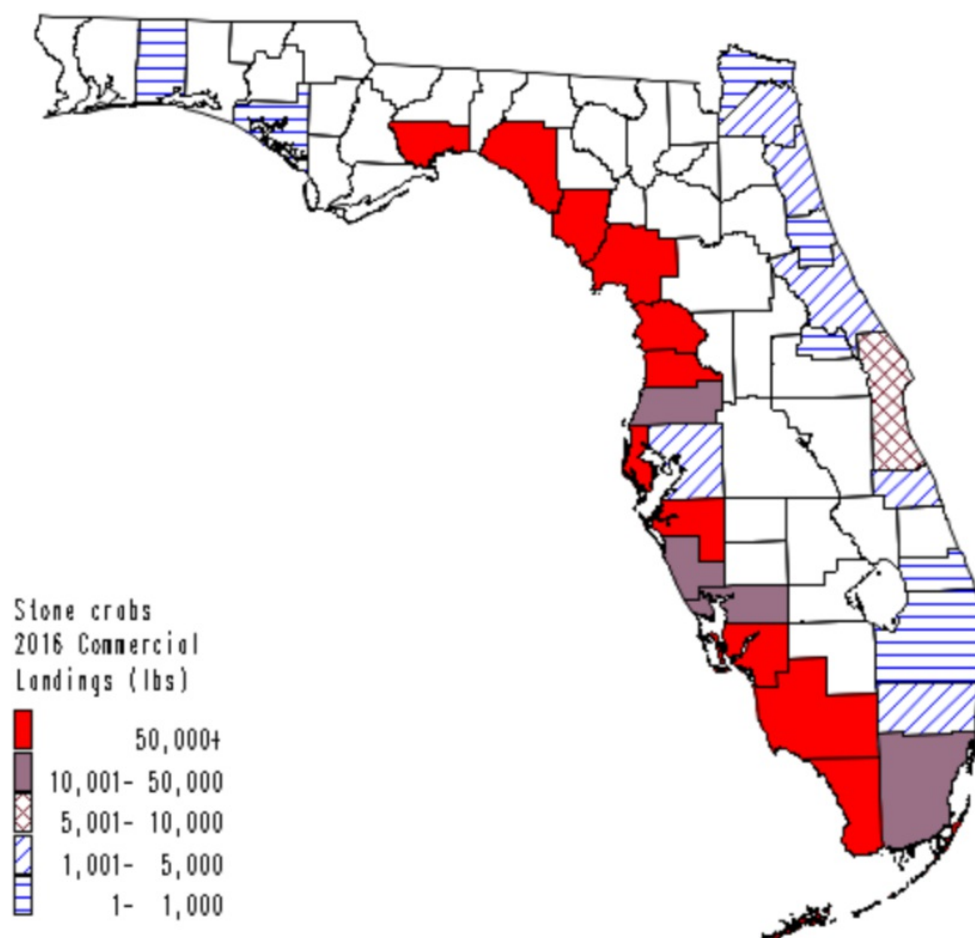 Stone crabs
2016 Commercial
Landings (lbs)
50,000+
10,001- 50,000
5,001- 10,000
1,001- 5,000
1- 1,000